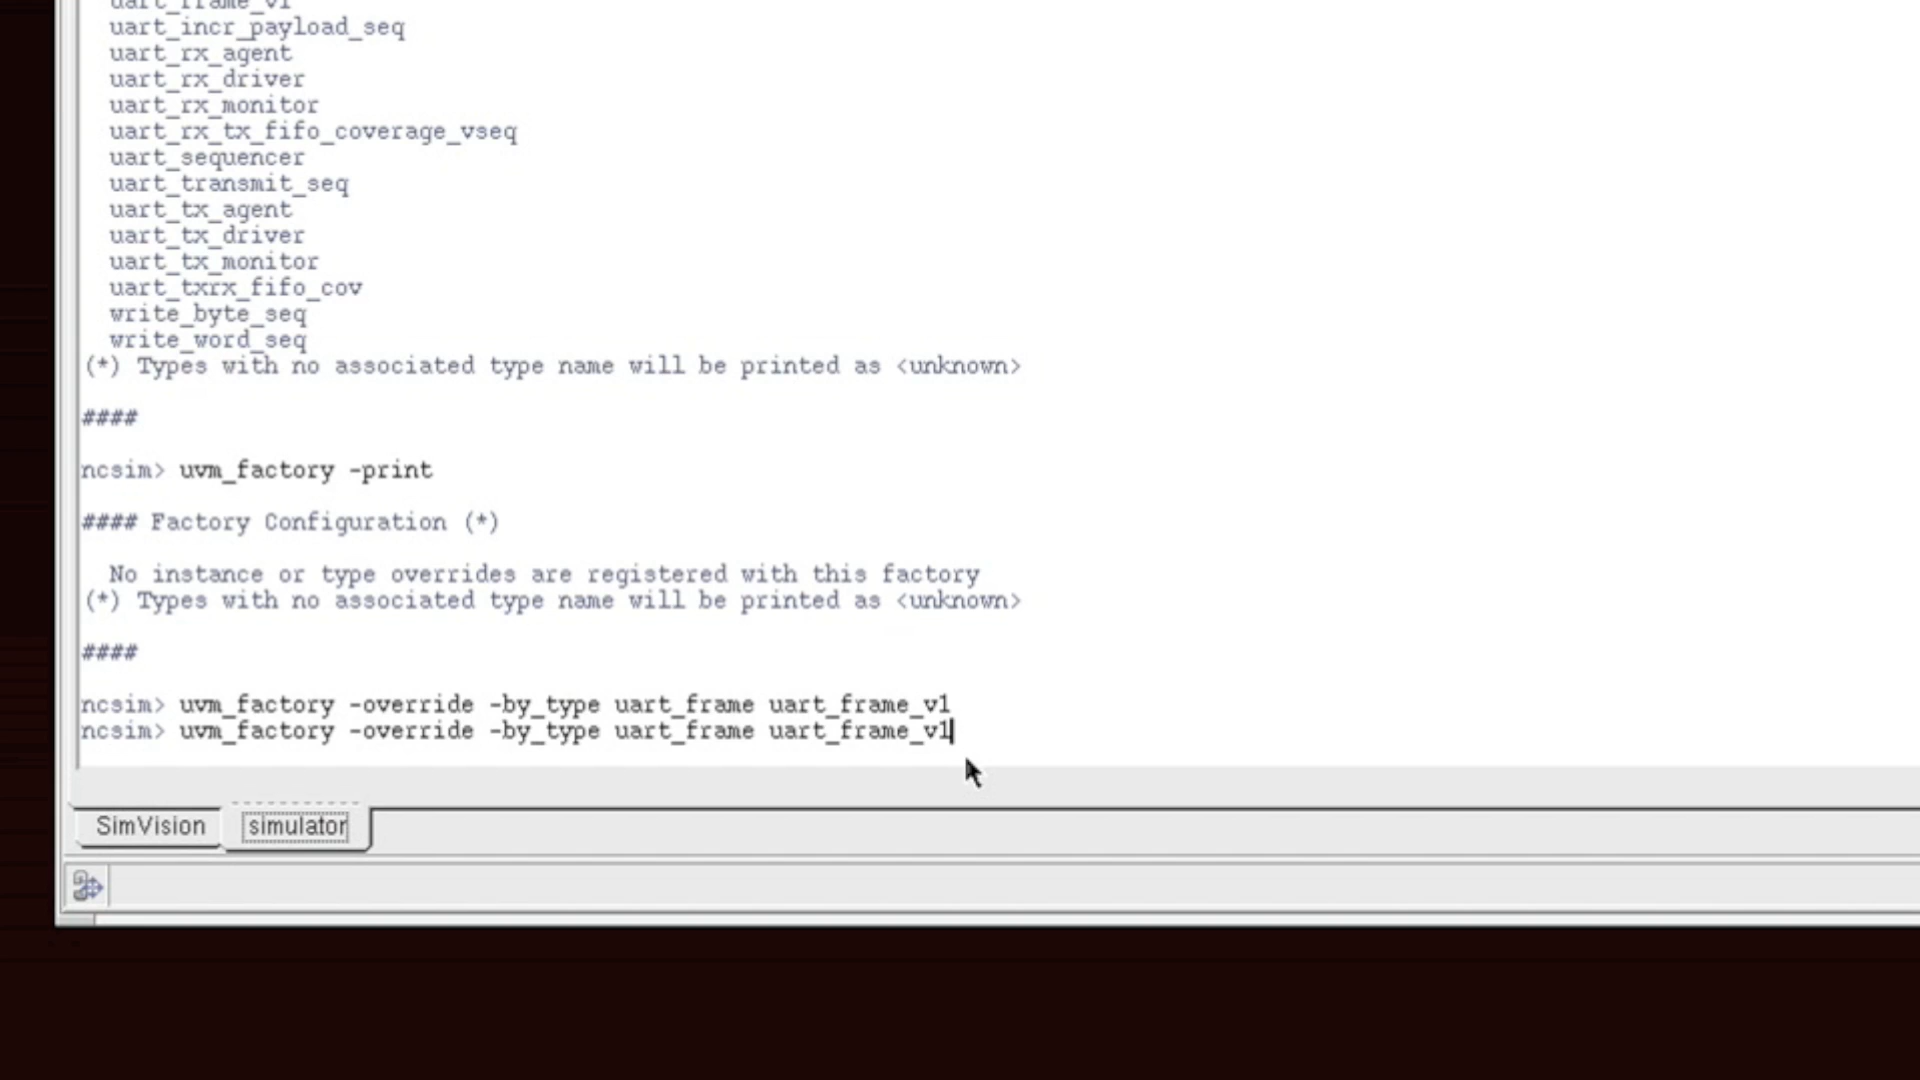 uart_frame_v1
uart_incr_payload_seq
uart_rx_agent
uart_rx_driver
uart_rx_monitor
uart_rx_tx_fifo_coverage_vseq
uart_sequencer
uart_transmit_seq
uart_tx_agent
uart_tx_driver
uart_tx_monitor
uart_txrx_fifo_cov
write_byte_seq
write_word_seq
(*) Types with no associated type name will be printed as <unknown>
####
ncsim> uvm_factory -print
#### Factory Configuration (*)
No instance or type overrides are registered with this factory
(*) Types with no associated type name will be printed as <unknown>
####
ncsim> uvm_factory -override -by_type uart_frame uart_frame_v1
ncsim> uvm_factory -override -by_type uart_frame uart_frame_v1
SimVision
simulator